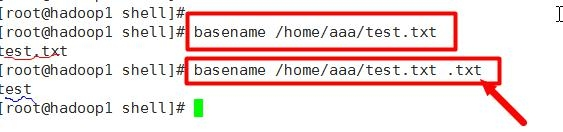 [root@hadoop1 shell]#
[root@hadoop1 shell]# basename /home/aaa/test.txt
test.txt
[root@hadoop1 shell]# basename /home/aaa/test.txt .txt
test
[root@hadoop1 shell]#